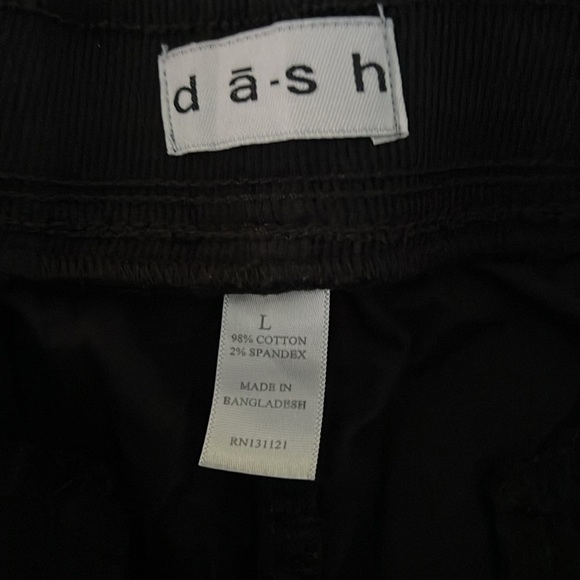 dā-sh
L
98% COTTON
2% SPANDEX
MADE IN
BANGLADESH
RN131121